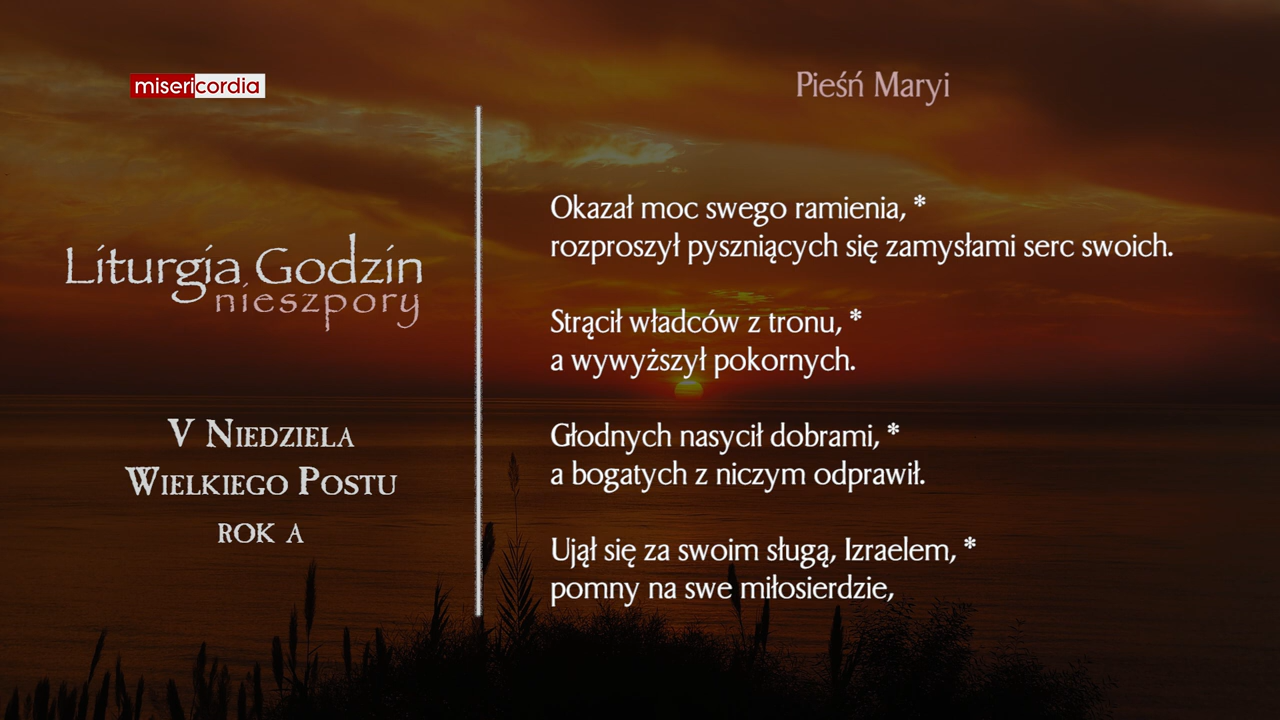 misericordia
Pieśń Maryi
Liturgia Godzin
nieszpory
V Niedziela
Wielkiego Postu
rok A
Okazał moc swego ramienia, *
rozproszył pyszniących się zamysłami serc swoich.
Strącił władców z tronu, *
a wywyższył pokornych.
Głodnych nasycił dobrami, *
a bogatych z niczym odprawił.
Ujął się za swoim sługą, Izraelem, *
pomny na swe miłosierdzie,